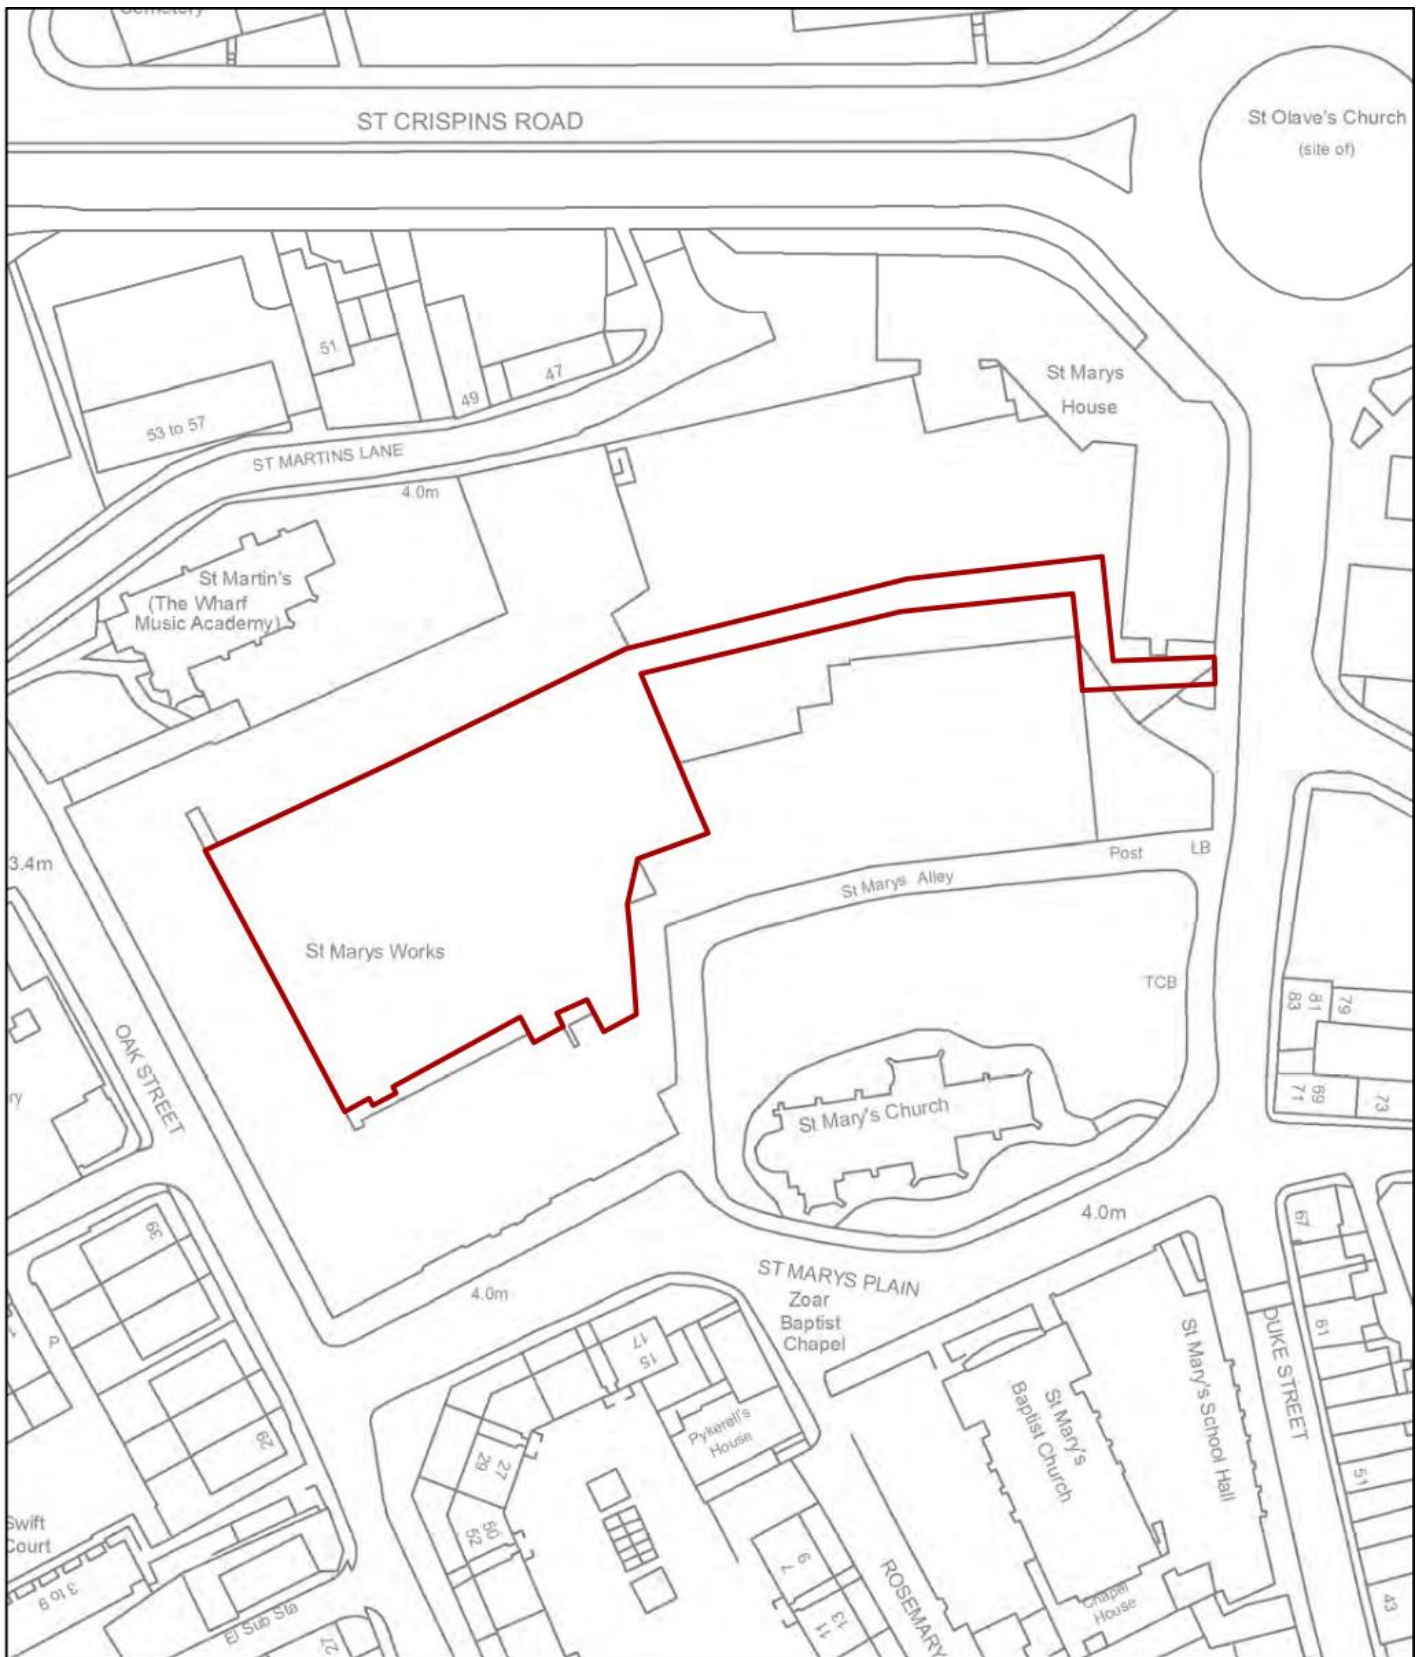 Cemetery
ST CRISPINS ROAD
St Olave's Church
(site of)
51
47
49
53 to 57
St Marys
House
ST MARTINS LANE
4.0m
St Martin's
(The Wharf
Music Academy)
3.4m
Post
LB
St Marys Alley
St Marys Works
TCB
83
81
79
OAK STREET
ry
St Mary's Church
71
69
73
39
4.0m
67
ST MARYS PLAIN
4.0m
Zoar
Baptist
Chapel
P
17
15
61
DUKE STREET
St Mary's School Hall
St Mary's
Baptist Church
Pykerell's
House
29
29
27
51
52
50
Swift
Court
9
7
3 to 9
ROSEMARY
Chapel
House
43
El Sub Sta
27
11
13